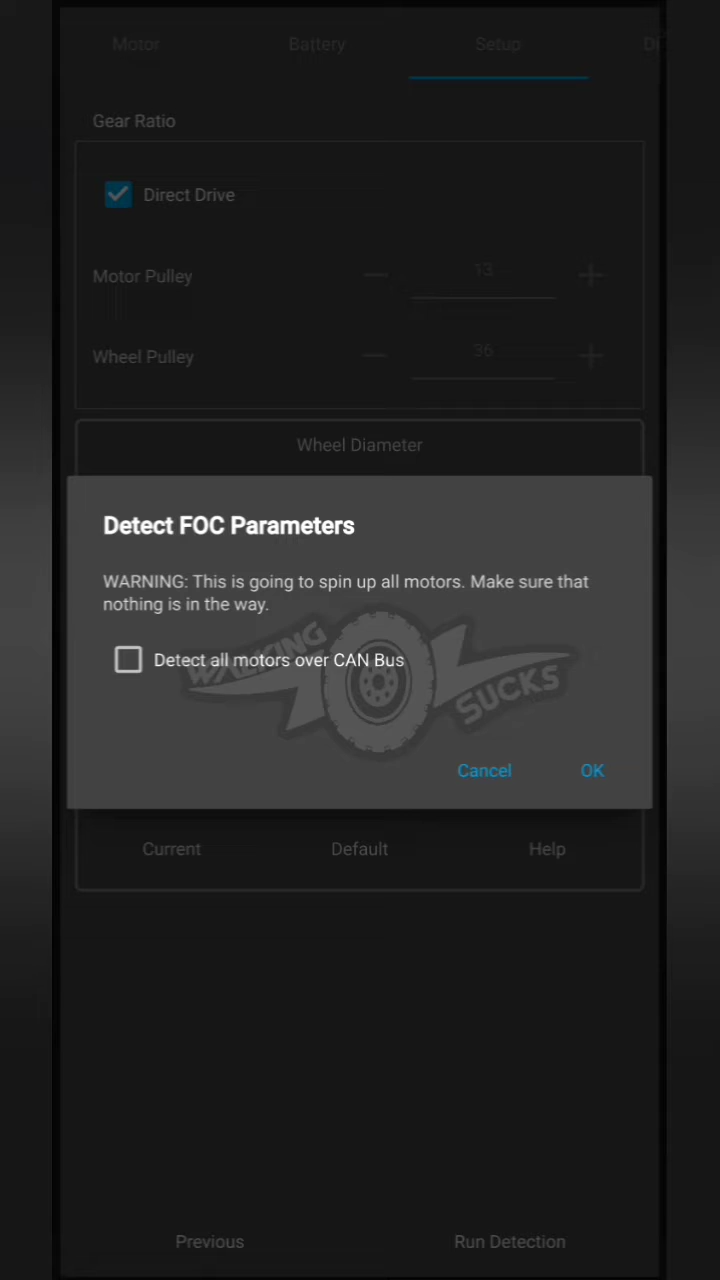 Motor Battery Setup
Gear Ratio
Direct Drive
Motor Pulley 13
Wheel Pulley 36
Wheel Diameter
Detect FOC Parameters
WARNING: This is going to spin up all motors. Make sure that
nothing is in the way.
Detect all motors over CAN Bus
WALKING
SUCKS
Cancel OK
Current Default Help
Previous Run Detection